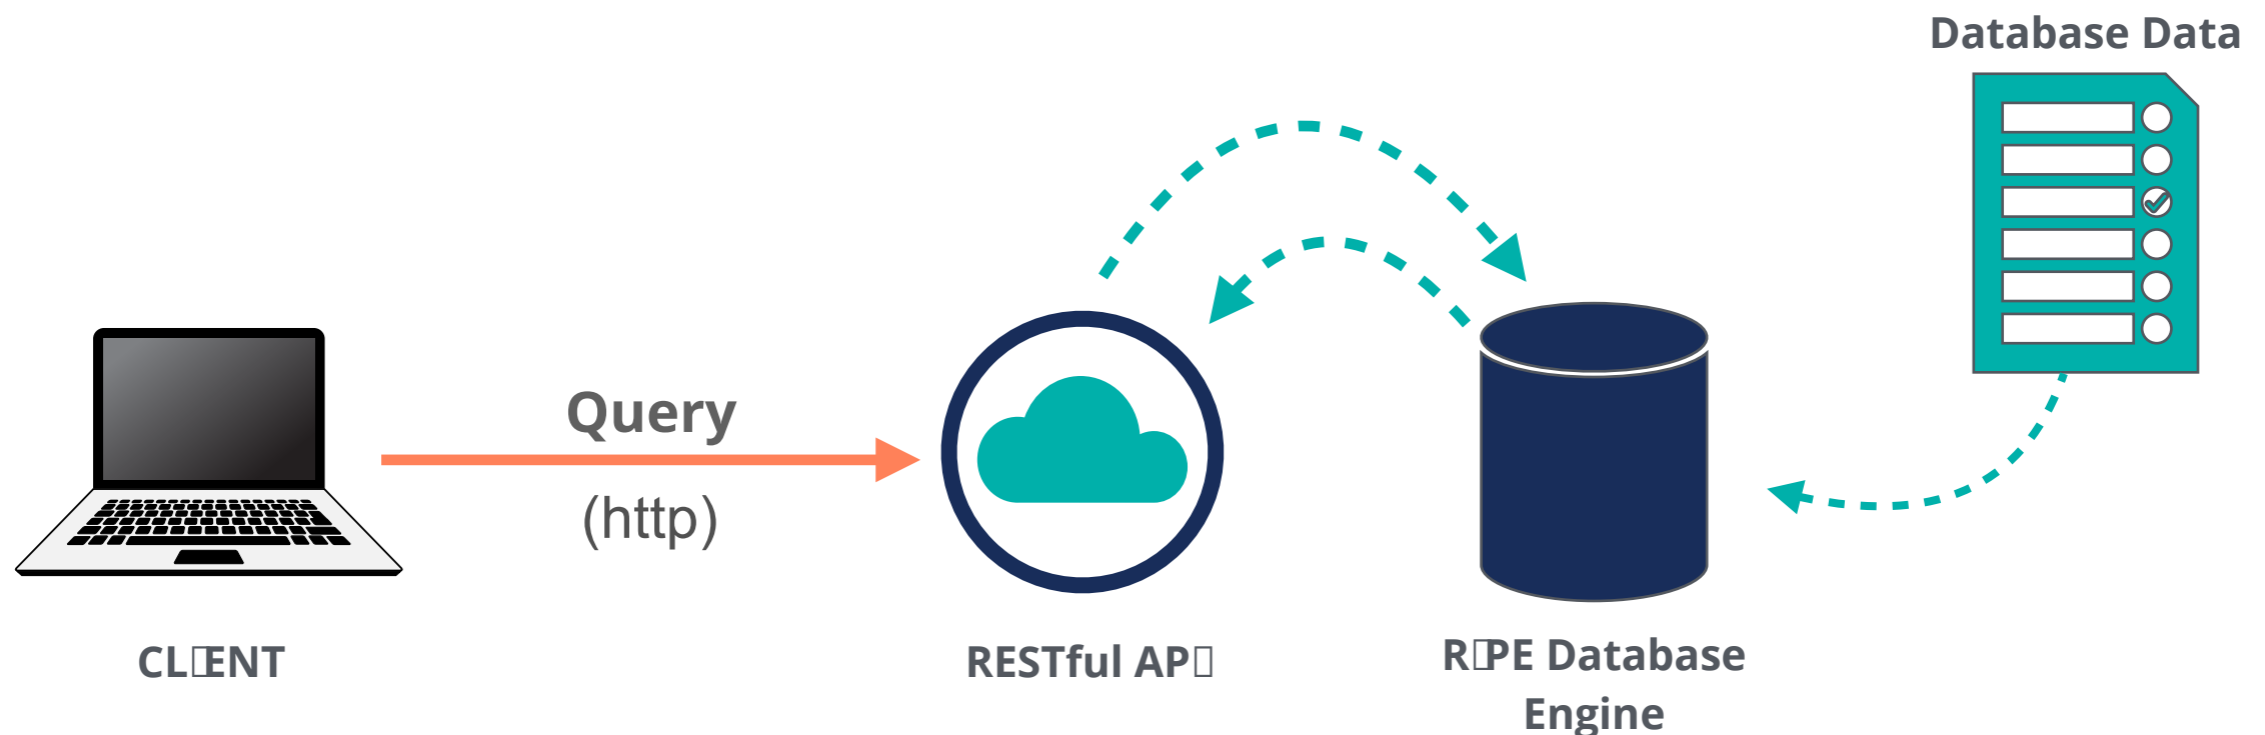 Database Data
Query
(http)
CL▯ENT
RESTful AP▯
R▯PE Database
Engine